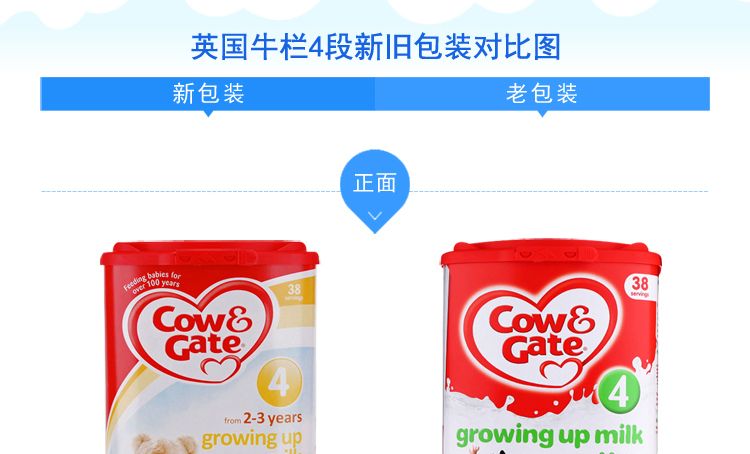 英国牛栏4段新旧包装对比图
新包装
老包装
正面
Feeding babies for
over 100 years
38
servings
Cow&
Gate
4
from 2-3 years
growing up
38
servings
Cow&
Gate
4
growing up milk